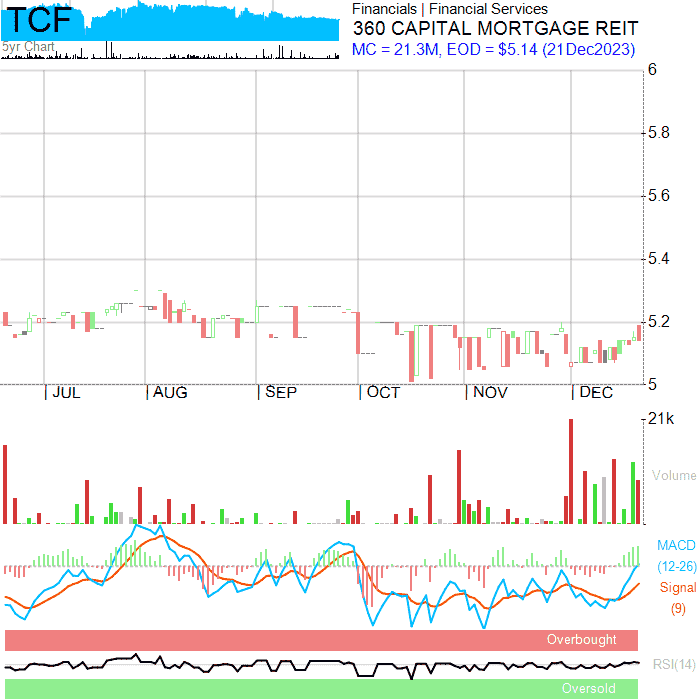 TCF
5yr Chart
Financials | Financial Services
360 CAPITAL MORTGAGE REIT
MC = 21.3M, EOD = $5.14 (21Dec2023)
6
5.8
5.6
5.4
5.2
5
JUL
AUG
SEP
OCT
NOV
DEC
21k
Volume
MACD
(12-26)
Signal
(9)
Overbought
RSI(14)
Oversold